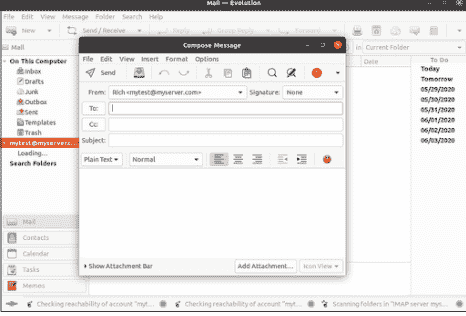 Mail — Evolution
File Edit View Message Folder Search Help
New Send / Receive
Mail in Current Folder
Date To Do
On This Computer
Inbox
Drafts
Junk
Outbox
Sent
Templates
Trash
mytest@myservers...
Loading...
Search Folders
Mail
Contacts
Calendar
Tasks
Memos
Compose Message
File Edit View Insert Format Options
Send
From: Rich <mytest@myserver.com> Signature: None
To:
Cc:
Subject:
Plain Text Normal
Show Attachment Bar Add Attachment... Icon View
Today
Tomorrow
05/29/2020
05/30/2020
05/31/2020
06/01/2020
06/02/2020
06/03/2020
Checking reachability of account "myt... Checking reachability of account "myt... Scanning folders in "IMAP server mys...